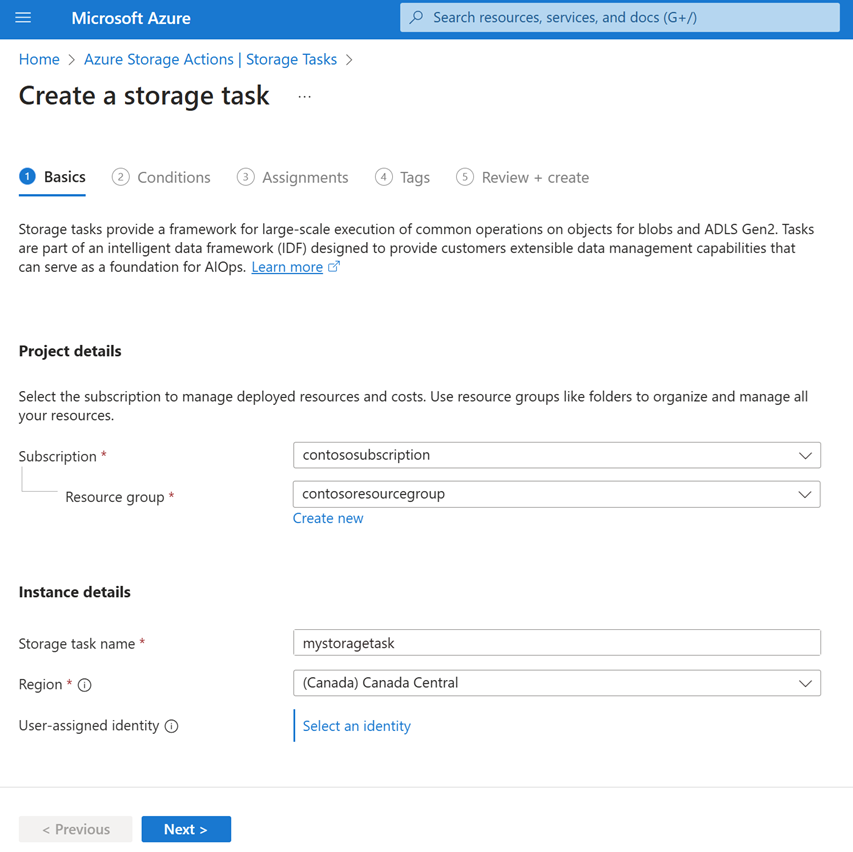 Microsoft Azure
Search resources, services, and docs (G+/)
Home > Azure Storage Actions | Storage Tasks >
Create a storage task ...
1 Basics 2 Conditions 3 Assignments 4 Tags 5 Review + create
Storage tasks provide a framework for large-scale execution of common operations on objects for blobs and ADLS Gen2. Tasks
are part of an intelligent data framework (IDF) designed to provide customers extensible data management capabilities that
can serve as a foundation for AIOps. Learn more
Project details
Select the subscription to manage deployed resources and costs. Use resource groups like folders to organize and manage all
your resources.
Subscription * contososubscription
Resource group * contosoresourcegroup
Create new
Instance details
Storage task name * mystoragetask
Region * (Canada) Canada Central
User-assigned identity Select an identity
< Previous Next >